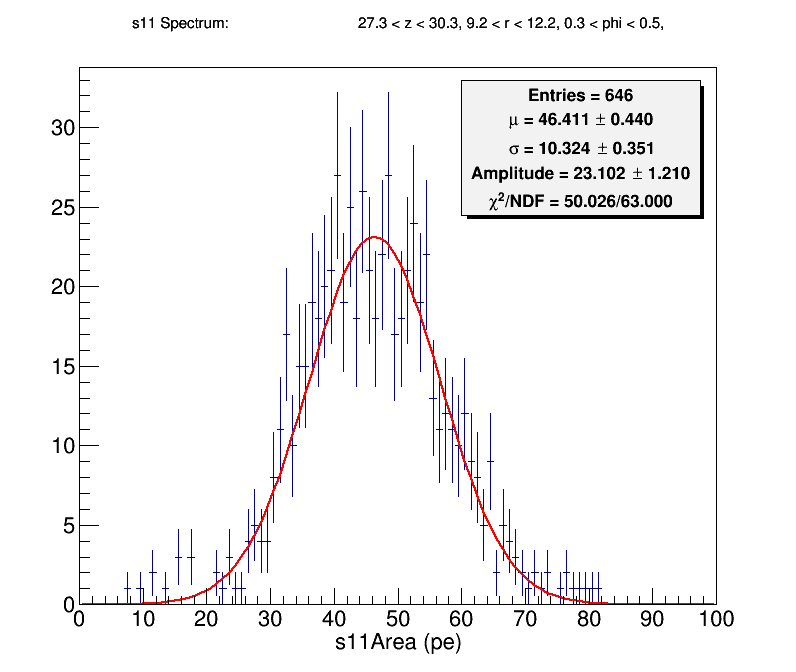 s11 Spectrum: 27.3 < z < 30.3, 9.2 < r < 12.2, 0.3 < phi < 0.5,
Entries = 646
μ = 46.411 ± 0.440
σ = 10.324 ± 0.351
Amplitude = 23.102 ± 1.210
χ²/NDF = 50.026/63.000
30
25
20
15
10
5
0
0 10 20 30 40 50 60 70 80 90 100
s11Area (pe)